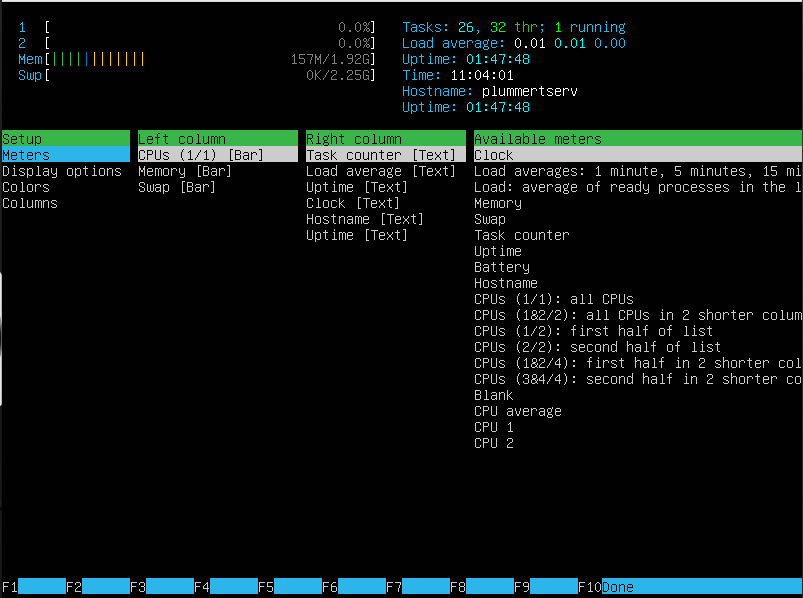 1 [ 0.0%]
2 [ 0.0%]
Mem[||||||||||||| 157M/1.92G]
Swp[ 0K/2.25G]
Tasks: 26, 32 thr; 1 running
Load average: 0.01 0.01 0.00
Uptime: 01:47:48
Time: 11:04:01
Hostname: plummertserv
Uptime: 01:47:48
Setup
Meters
Display options
Colors
Columns
Left column
CPUs (1/1) [Bar]
Memory [Bar]
Swap [Bar]
Right column
Task counter [Text]
Load average [Text]
Uptime [Text]
Clock [Text]
Hostname [Text]
Uptime [Text]
Available meters
Clock
Load averages: 1 minute, 5 minutes, 15 mi
Load: average of ready processes in the l
Memory
Swap
Task counter
Uptime
Battery
Hostname
CPUs (1/1): all CPUs
CPUs (1&2/2): all CPUs in 2 shorter colum
CPUs (1/2): first half of list
CPUs (2/2): second half of list
CPUs (1&2/4): first half in 2 shorter col
CPUs (3&4/4): second half in 2 shorter co
Blank
CPU average
CPU 1
CPU 2
F1 F2 F3 F4 F5 F6 F7 F8 F9 F10Done